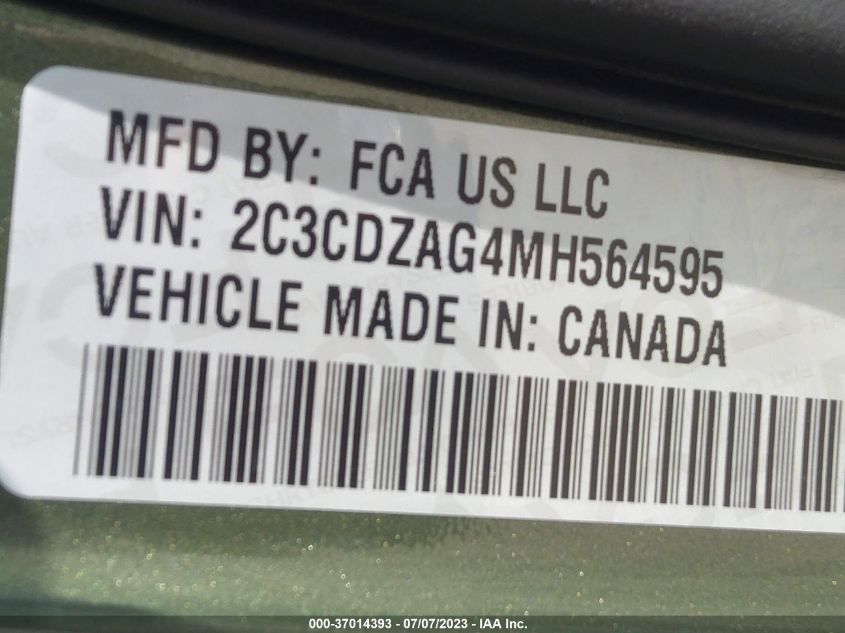 MFD BY: FCA US LLC
VIN: 2C3CDZAG4MH564595
VEHICLE MADE IN: CANADA
000-37014393 - 07/07/2023 - IAA Inc.